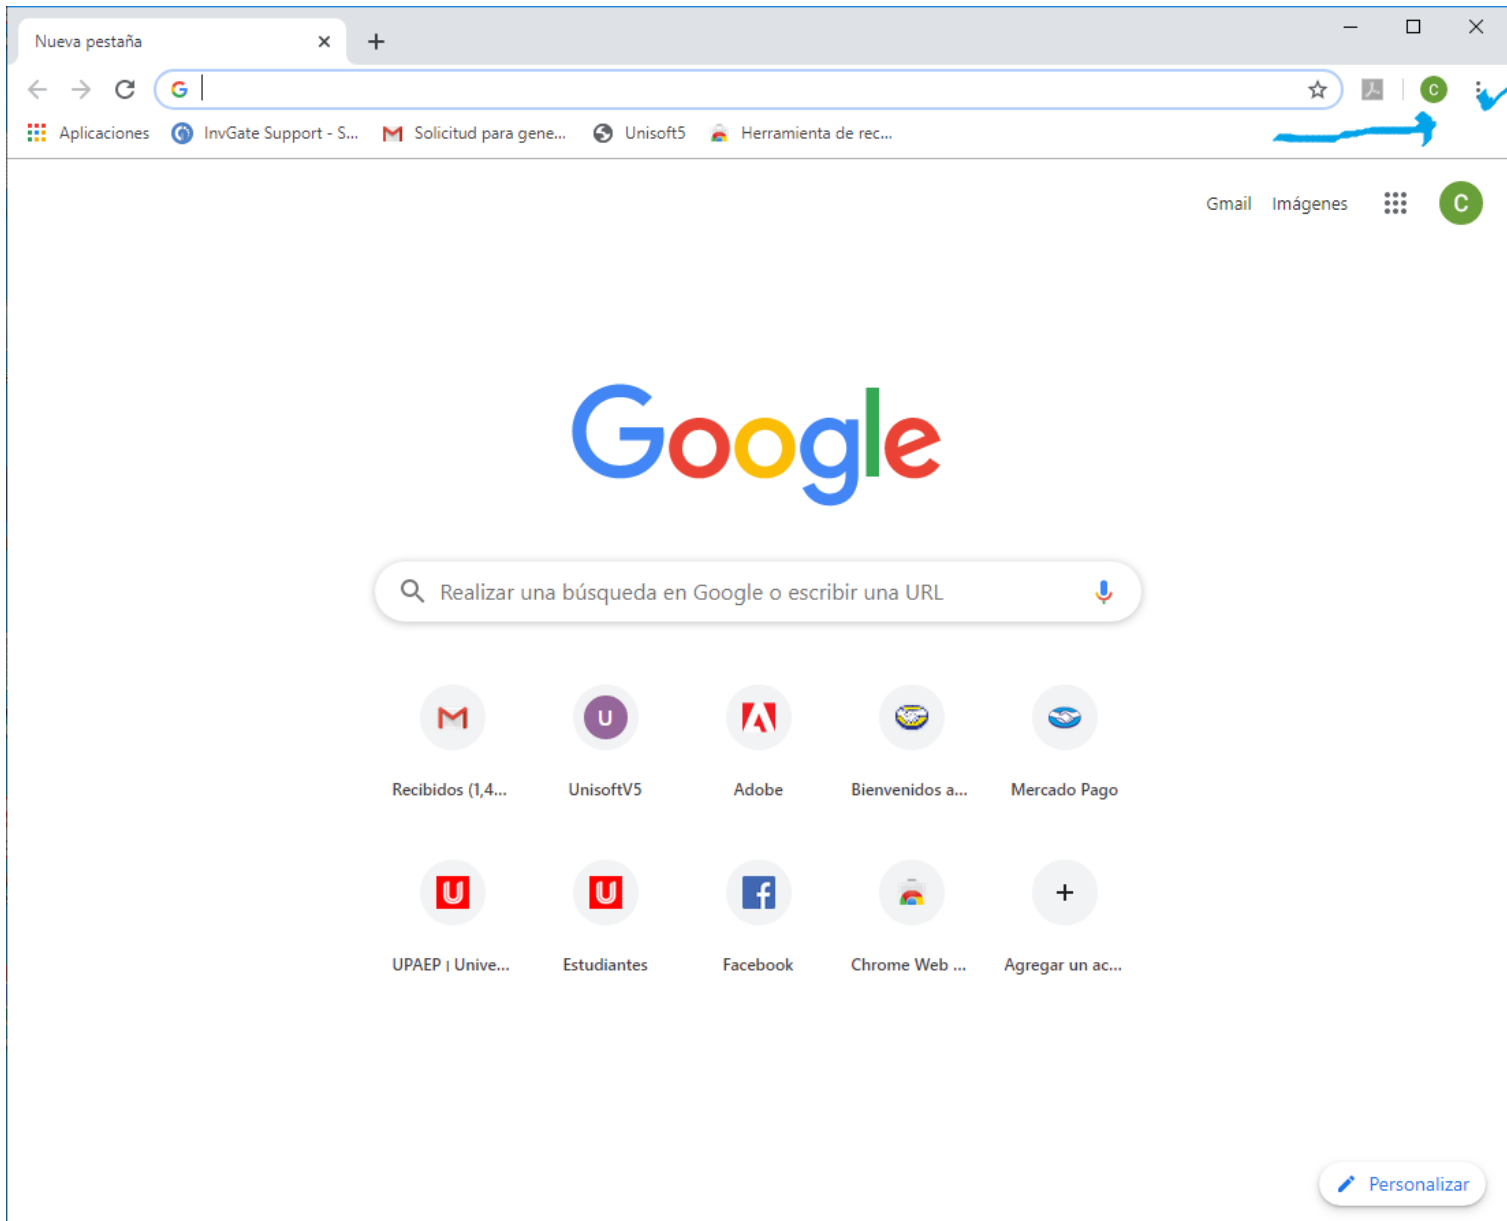 Nueva pestaña
C
Aplicaciones InvGate Support - S... Solicitud para gene... Unisoft5 Herramienta de rec...
Gmail Imágenes C
Google
Realizar una búsqueda en Google o escribir una URL
U
Recibidos (1,4... UnisoftV5 Adobe Bienvenidos a... Mercado Pago
UPAEP | Unive... Estudiantes Facebook Chrome Web ... Agregar un ac...
Personalizar